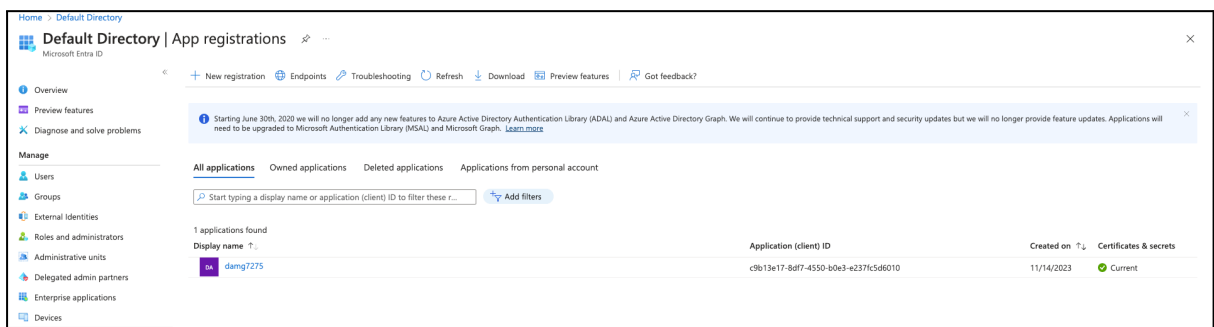 Home > Default Directory
Default Directory | App registrations
Microsoft Entra ID
New registration Endpoints Troubleshooting Refresh Download Preview features Got feedback?
Overview
Preview features
Diagnose and solve problems
Manage
Users
Groups
External Identities
Roles and administrators
Administrative units
Delegated admin partners
Enterprise applications
Devices
Starting June 30th, 2020 we will no longer add any new features to Azure Active Directory Authentication Library (ADAL) and Azure Active Directory Graph. We will continue to provide technical support and security updates but we will no longer provide feature updates. Applications will
need to be upgraded to Microsoft Authentication Library (MSAL) and Microsoft Graph. Learn more
All applications Owned applications Deleted applications Applications from personal account
Start typing a display name or application (client) ID to filter these r... Add filters
1 applications found
Display name Application (client) ID Created on Certificates & secrets
DA damg7275 c9b13e17-8df7-4550-b0e3-e237fc5d6010 11/14/2023 Current